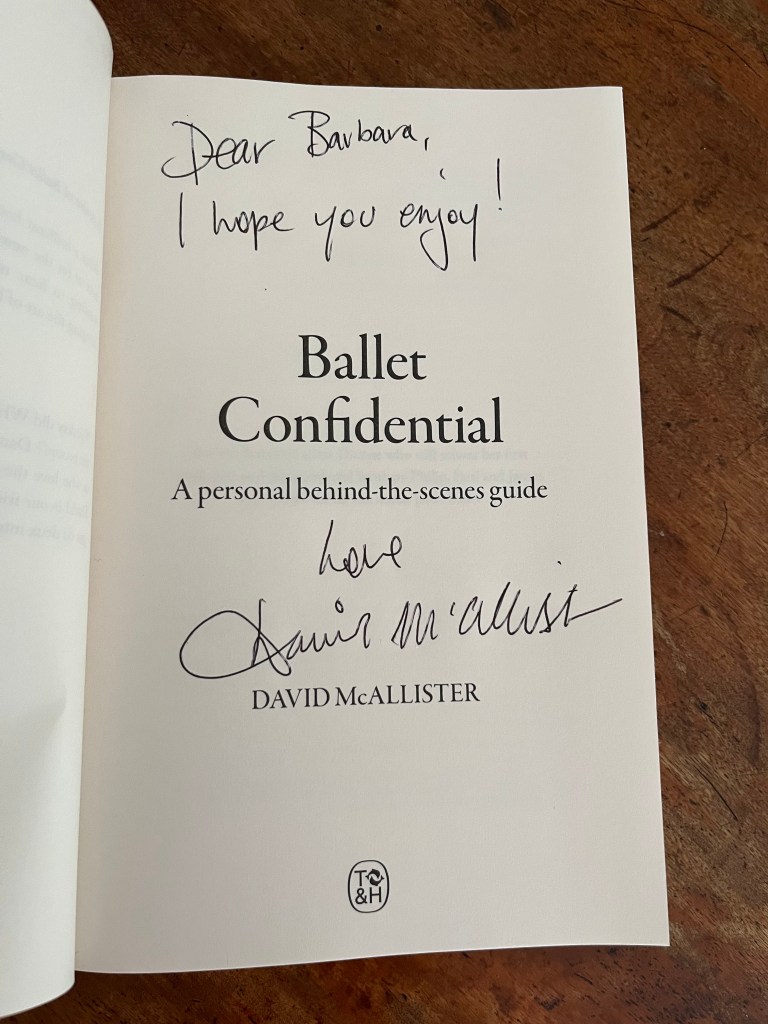 Dear Barbara,
I hope you enjoy!
Ballet
Confidential
A personal behind-the-scenes guide
Love
David McAllister
DAVID McALLISTER
T
&H